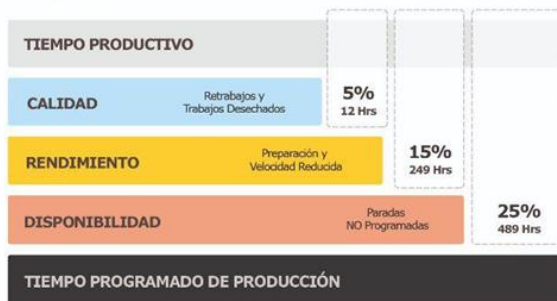 TIEMPO PRODUCTIVO
CALIDAD
Retrabajos y
Trabajos Desechados
5%
12 Hrs
RENDIMIENTO
Preparación y
Velocidad Reducida
15%
249 Hrs
DISPONIBILIDAD
Paradas
NO Programadas
25%
489 Hrs
TIEMPO PROGRAMADO DE PRODUCCIÓN